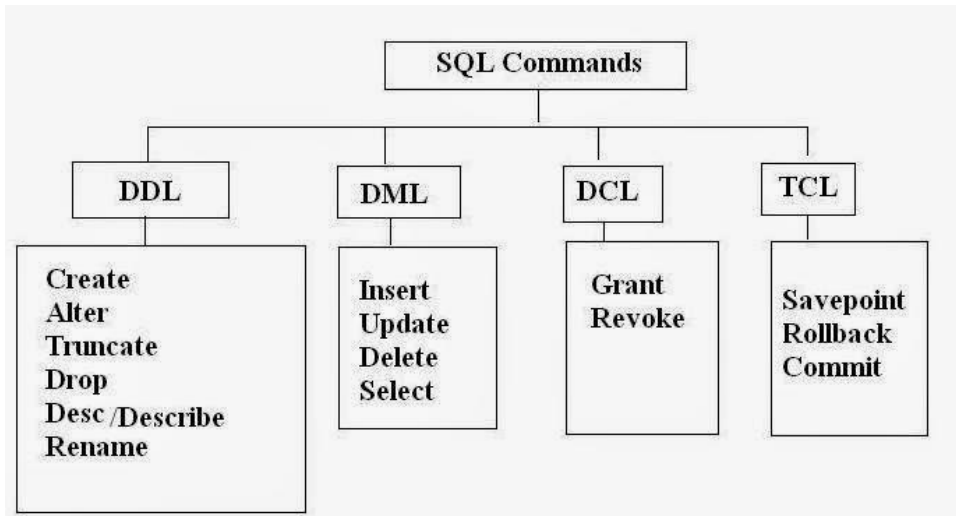 SQL Commands
DDL
DML
DCL
TCL
Create
Alter
Truncate
Drop
Desc /Describe
Rename
Insert
Update
Delete
Select
Grant
Revoke
Savepoint
Rollback
Commit